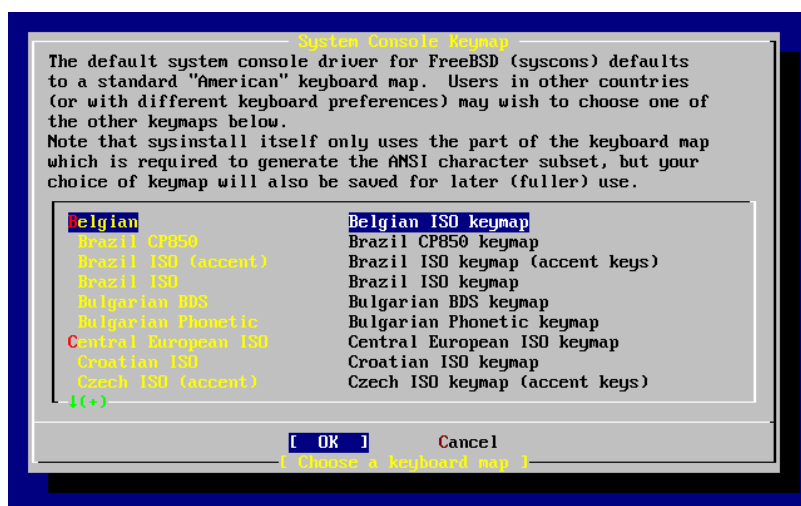 System Console Keymap
The default system console driver for FreeBSD (syscons) defaults
to a standard "American" keyboard map.  Users in other countries
(or with different keyboard preferences) may wish to choose one of
the other keymaps below.
Note that sysinstall itself only uses the part of the keyboard map
which is required to generate the ANSI character subset, but your
choice of keymap will also be saved for later (fuller) use.
Belgian Belgian ISO keymap
Brazil CP850 Brazil CP850 keymap
Brazil ISO (accent) Brazil ISO keymap (accent keys)
Brazil ISO Brazil ISO keymap
Bulgarian BDS Bulgarian BDS keymap
Bulgarian Phonetic Bulgarian Phonetic keymap
Central European ISO Central European ISO keymap
Croatian ISO Croatian ISO keymap
Czech ISO (accent) Czech ISO keymap (accent keys)
↓(+)
[ OK ] Cancel
[ Choose a keyboard map ]